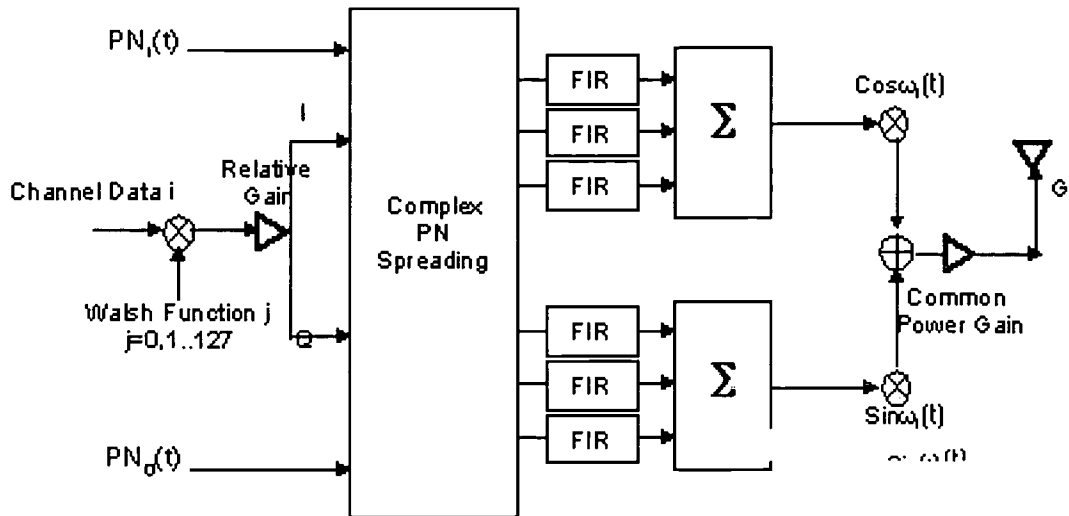 PN_I(t)
I
Relative
Gain
Channel Data i
Walsh Function j
j=0,1..127
Q
PN_Q(t)
Complex
PN
Spreading
FIR
FIR
FIR
Σ
FIR
FIR
FIR
Σ
Cosω_I(t)
G
Common
Power Gain
Sinω_I(t)